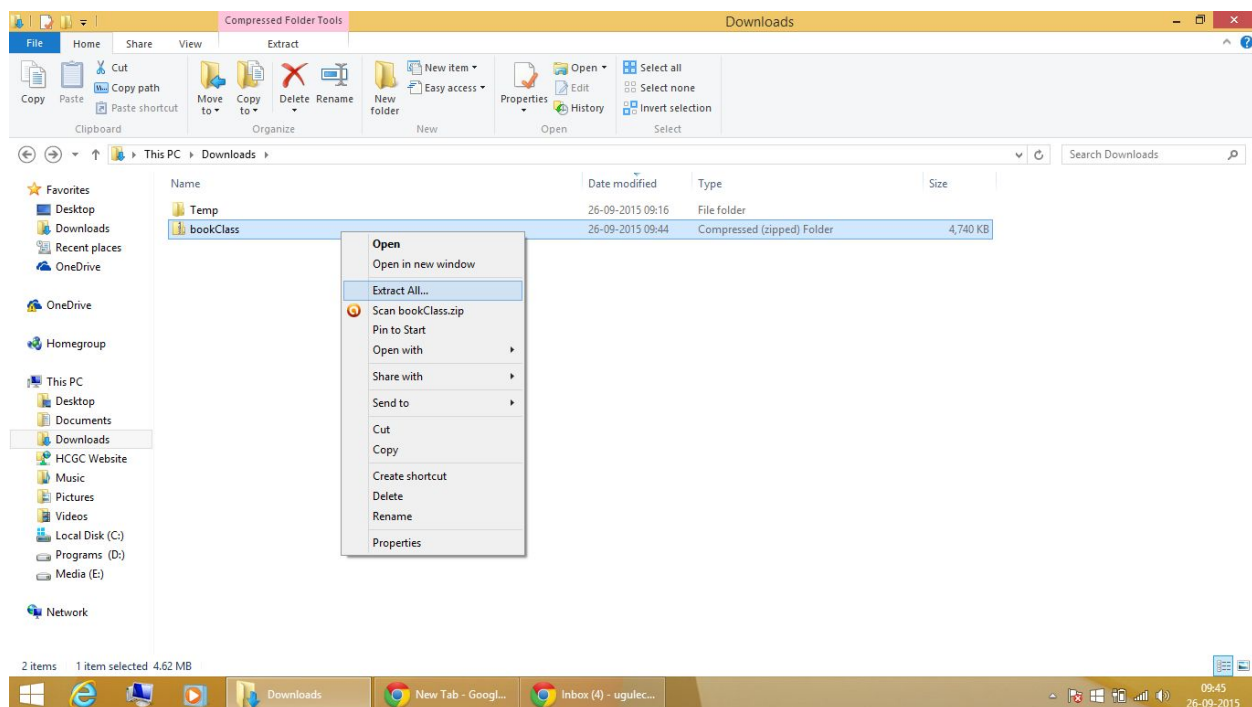 Compressed Folder Tools
Downloads
File Home Share View Extract
Copy
Paste
Cut
Copy path
Paste shortcut
Clipboard
Move to
Copy to
Delete
Rename
Organize
New folder
New item
Easy access
New
Properties
Open
Edit
History
Open
Select all
Select none
Invert selection
Select
This PC Downloads
Search Downloads
Name Date modified Type Size
Temp 26-09-2015 09:16 File folder
bookClass 26-09-2015 09:44 Compressed (zipped) Folder 4,740 KB
Favorites
Desktop
Downloads
Recent places
OneDrive
OneDrive
Homegroup
This PC
Desktop
Documents
Downloads
HCGC Website
Music
Pictures
Videos
Local Disk (C:)
Programs (D:)
Media (E:)
Network
Open
Open in new window
Extract All...
Scan bookClass.zip
Pin to Start
Open with
Share with
Send to
Cut
Copy
Create shortcut
Delete
Rename
Properties
2 items 1 item selected 4.62 MB
Downloads
New Tab - Googl...
Inbox (4) - ugulec...
09:45
26-09-2015